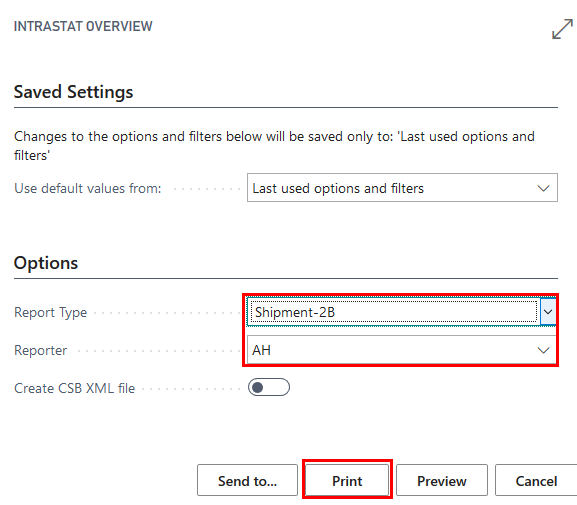 INTRASTAT OVERVIEW
Saved Settings
Changes to the options and filters below will be saved only to: 'Last used options and
filters'
Use default values from: Last used options and filters
Options
Report Type Shipment-2B
Reporter AH
Create CSB XML file
Send to... Print Preview Cancel